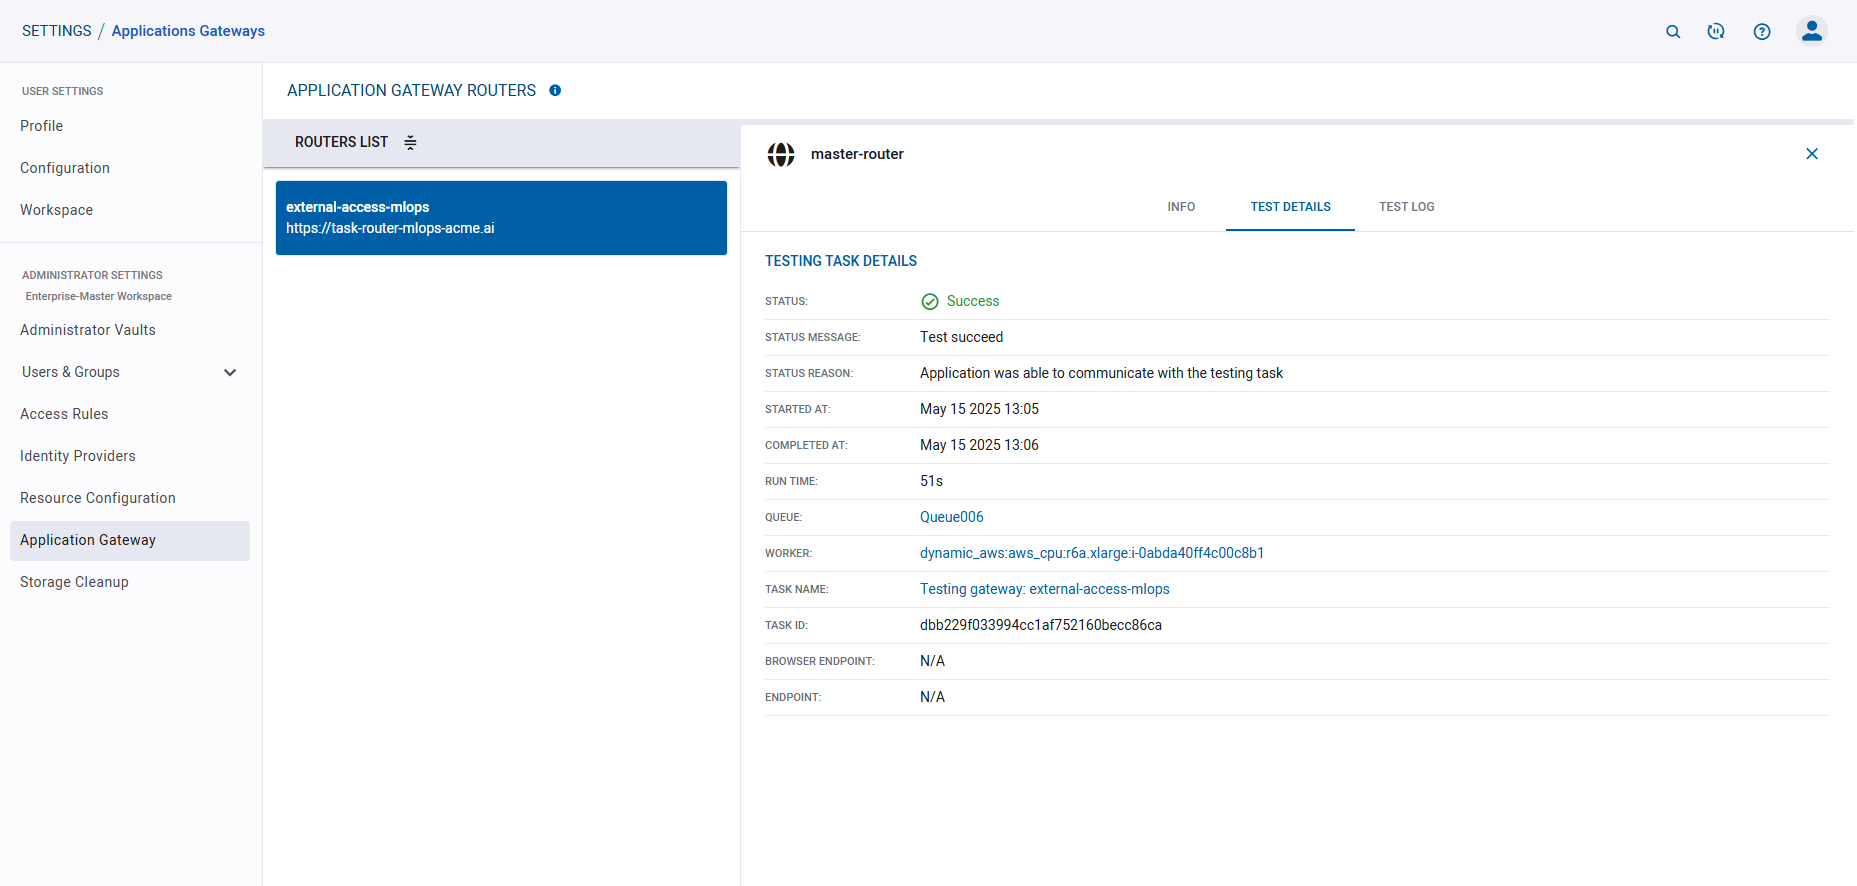 SETTINGS / Applications Gateways
USER SETTINGS
Profile
Configuration
Workspace
ADMINISTRATOR SETTINGS
Enterprise-Master Workspace
Administrator Vaults
Users & Groups
Access Rules
Identity Providers
Resource Configuration
Application Gateway
Storage Cleanup
APPLICATION GATEWAY ROUTERS
ROUTERS LIST
external-access-mlops
https://task-router-mlops-acme.ai
master-router
INFO TEST DETAILS TEST LOG
TESTING TASK DETAILS
STATUS: Success
STATUS MESSAGE: Test succeed
STATUS REASON: Application was able to communicate with the testing task
STARTED AT: May 15 2025 13:05
COMPLETED AT: May 15 2025 13:06
RUN TIME: 51s
QUEUE: Queue006
WORKER: dynamic_aws:aws_cpu:r6a.xlarge:i-0abda40ff4c00c8b1
TASK NAME: Testing gateway: external-access-mlops
TASK ID: dbb229f033994cc1af752160becc86ca
BROWSER ENDPOINT: N/A
ENDPOINT: N/A